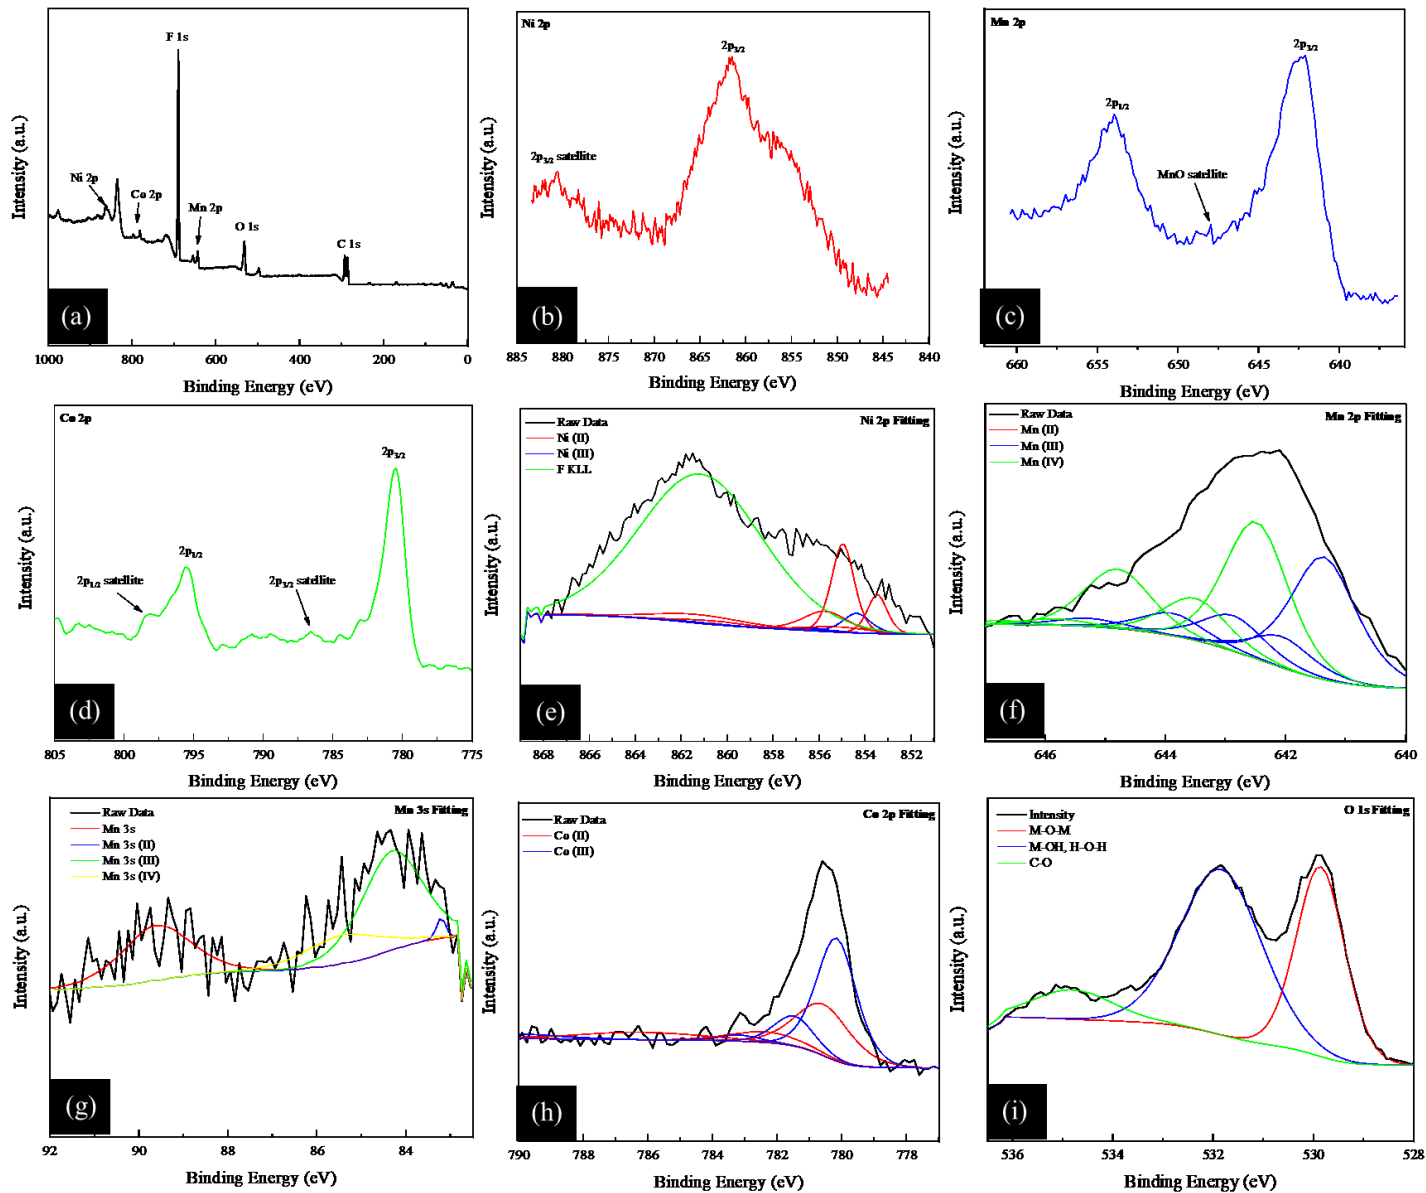 F 1s
Ni 2p
Co 2p
Mn 2p
O 1s
C 1s
Intensity (a.u.)
(a)
1000 800 600 400 200 0
Binding Energy (eV)
Ni 2p
2p3/2
2p3/2 satellite
Intensity (a.u.)
(b)
885 880 875 870 865 860 855 850 845 840
Binding Energy (eV)
Mn 2p
2p3/2
2p1/2
MnO satellite
Intensity (a.u.)
(c)
660 655 650 645 640
Binding Energy (eV)
Co 2p
2p3/2
2p1/2
2p1/2 satellite
2p3/2 satellite
Intensity (a.u.)
(d)
805 800 795 790 785 780 775
Binding Energy (eV)
Raw Data
Ni (II)
Ni (III)
F KLL
Ni 2p Fitting
Intensity (a.u.)
(e)
868 866 864 862 860 858 856 854 852
Binding Energy (eV)
Raw Data
Mn (II)
Mn (III)
Mn (IV)
Mn 2p Fitting
Intensity (a.u.)
(f)
646 644 642 640
Binding Energy (eV)
Raw Data
Mn 3s
Mn 3s (II)
Mn 3s (III)
Mn 3s (IV)
Mn 3s Fitting
Intensity (a.u.)
(g)
92 90 88 86 84
Binding Energy (eV)
Raw Data
Co (II)
Co (III)
Co 2p Fitting
Intensity (a.u.)
(h)
790 788 786 784 782 780 778
Binding Energy (eV)
Intensity
M-O-M
M-OH, H-O-H
C-O
O 1s Fitting
Intensity (a.u.)
(i)
536 534 532 530 528
Binding Energy (eV)